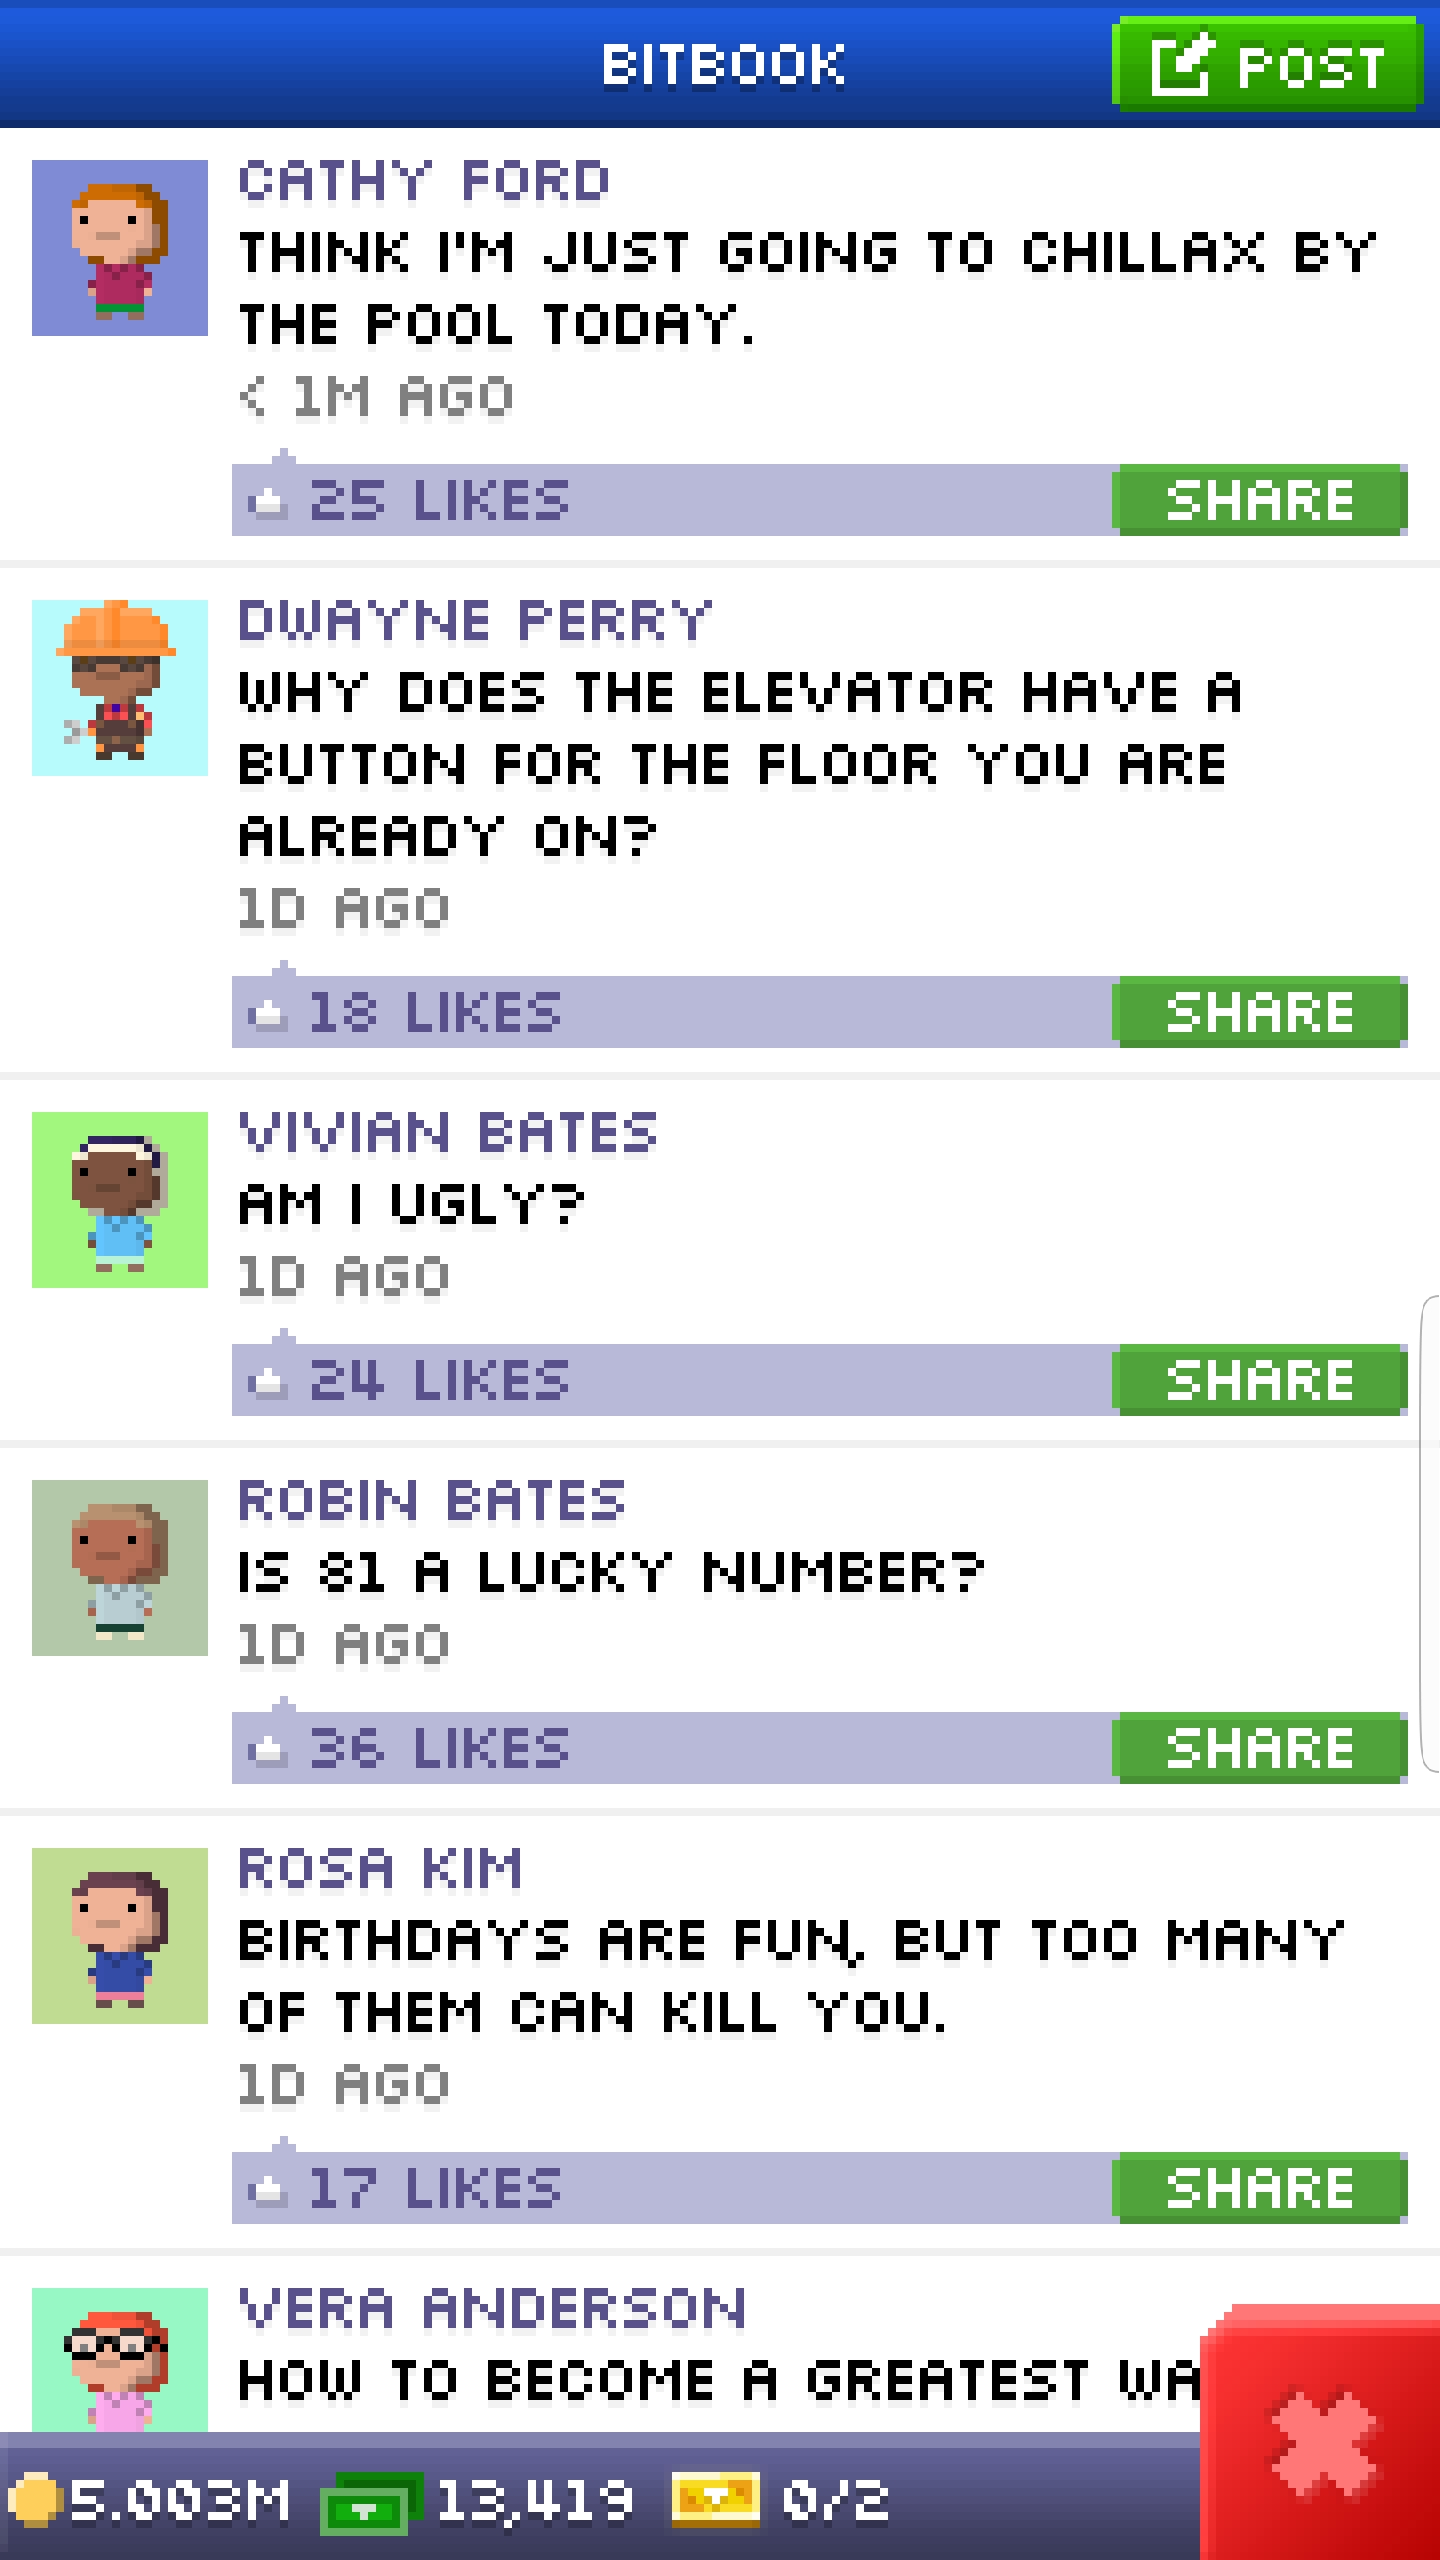 BITBOOK
POST
CATHY FORD
THINK I'M JUST GOING TO CHILLAX BY
THE POOL TODAY.
< 1M AGO
25 LIKES
SHARE
DWAYNE PERRY
WHY DOES THE ELEVATOR HAVE A
BUTTON FOR THE FLOOR YOU ARE
ALREADY ON?
1D AGO
18 LIKES
SHARE
VIVIAN BATES
AM I UGLY?
1D AGO
24 LIKES
SHARE
ROBIN BATES
IS 81 A LUCKY NUMBER?
1D AGO
36 LIKES
SHARE
ROSA KIM
BIRTHDAYS ARE FUN, BUT TOO MANY
OF THEM CAN KILL YOU.
1D AGO
17 LIKES
SHARE
VERA ANDERSON
HOW TO BECOME A GREATEST WA
5.003M 13,419 0/2